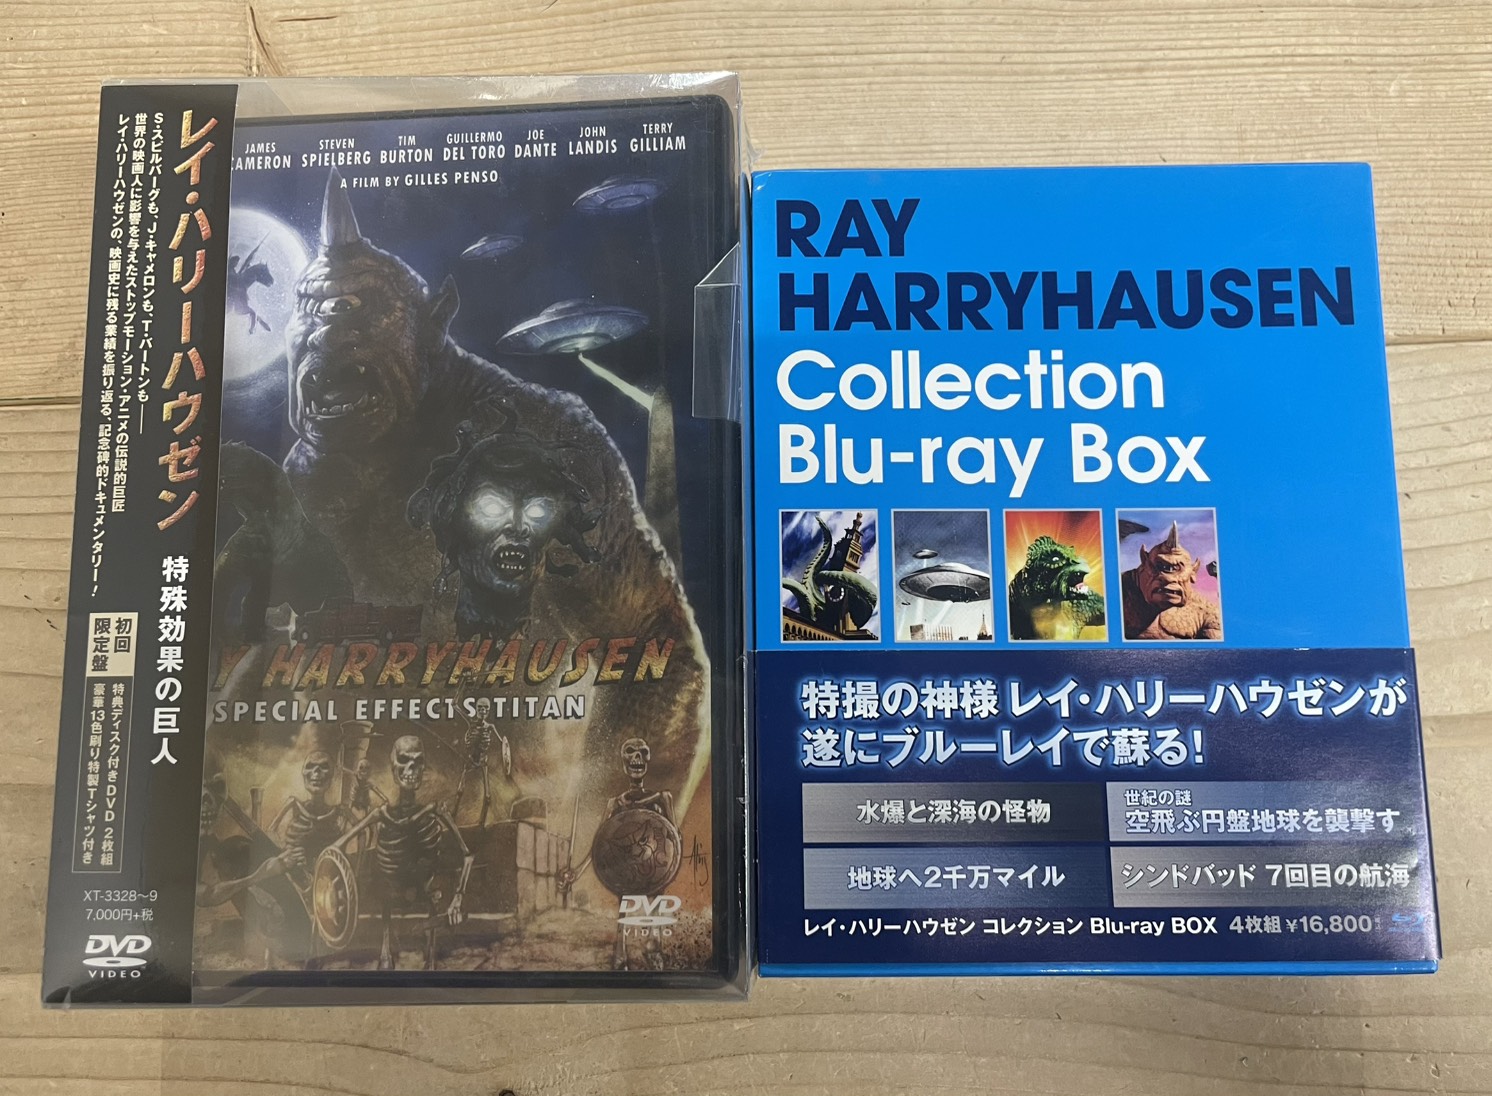 レイ・ハリーハウゼン 特殊効果の巨人
S・スピルバーグも、J・キャメロンも、T・バートンも——
世界の映画人に影響を与えたストップモーション・アニメの伝説的巨匠
レイ・ハリーハウゼンの、映画史に残る業績を振り返る、記念碑的ドキュメンタリー!
初回
限定盤
特典ディスク付きDVD 2枚組
豪華13色刷り特製Tシャツ付き
XT-3328~9
7,000円+税
DVD
VIDEO
JAMES CAMERON
STEVEN SPIELBERG
TIM BURTON
GUILLERMO DEL TORO
JOE DANTE
JOHN LANDIS
TERRY GILLIAM
A FILM BY GILLES PENSO
Y HARRYHAUSEN
SPECIAL EFFECTS TITAN
DVD
VIDEO
RAY
HARRYHAUSEN
Collection
Blu-ray Box
特撮の神様 レイ・ハリーハウゼンが
遂にブルーレイで蘇る!
水爆と深海の怪物
世紀の謎
空飛ぶ円盤地球を襲撃す
地球へ2千万マイル
シンドバッド 7回目の航海
レイ・ハリーハウゼン コレクション Blu-ray BOX 4枚組 ¥16,800